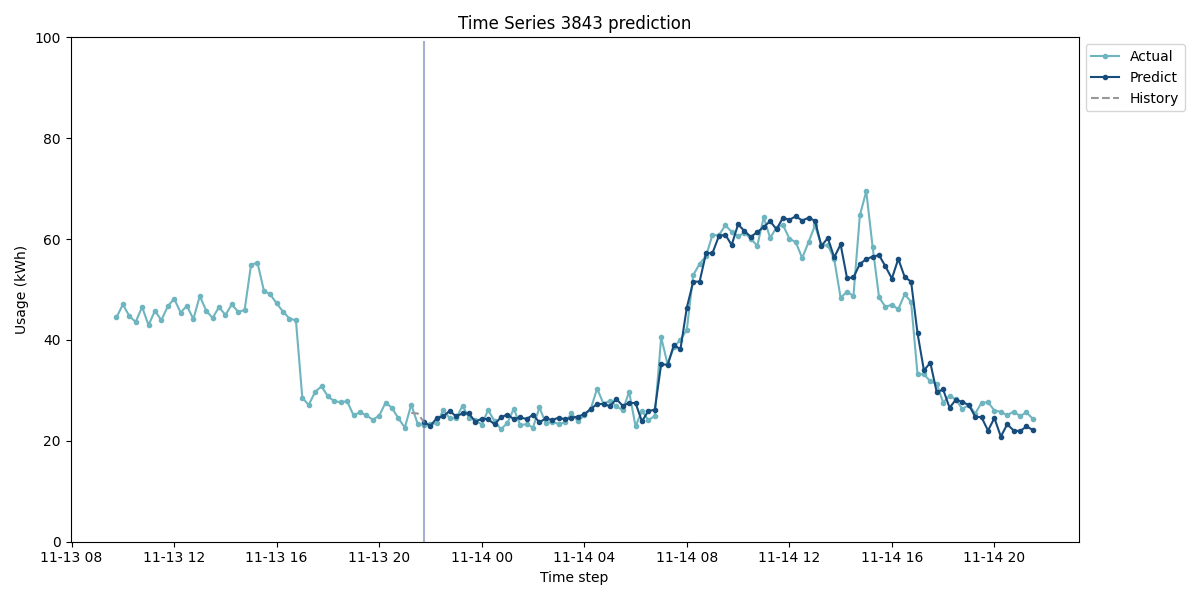 Time Series 3843 prediction
100
80
60
40
20
0
Usage (kWh)
11-13 08
11-13 12
11-13 16
11-13 20
11-14 00
11-14 04
11-14 08
11-14 12
11-14 16
11-14 20
Time step
Actual
Predict
History